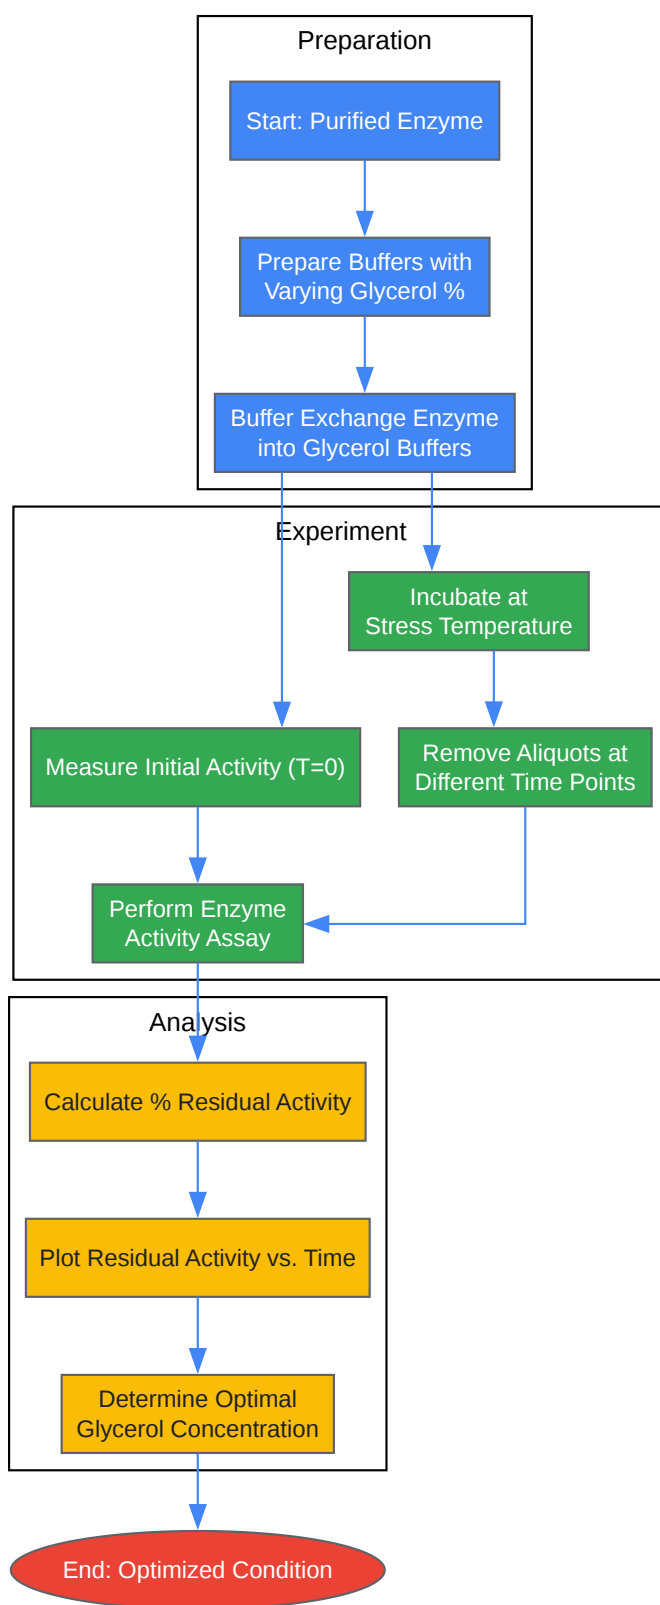 Preparation
Start: Purified Enzyme
Prepare Buffers with
Varying Glycerol %
Buffer Exchange Enzyme
into Glycerol Buffers
Experiment
Incubate at
Stress Temperature
Measure Initial Activity (T=0)
Remove Aliquots at
Different Time Points
Perform Enzyme
Activity Assay
Analysis
Calculate % Residual Activity
Plot Residual Activity vs. Time
Determine Optimal
Glycerol Concentration
End: Optimized Condition